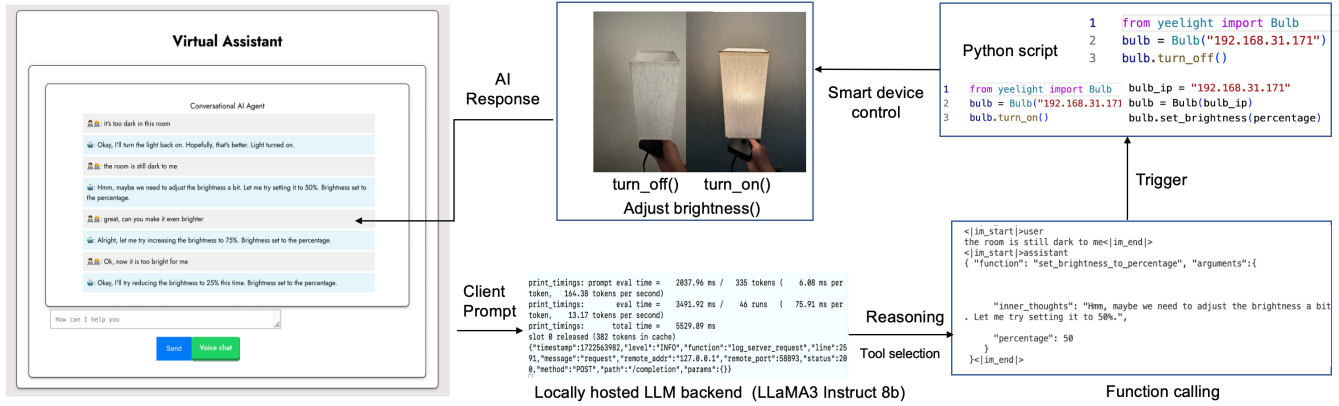 Virtual Assistant
Conversational AI Agent
: it's too dark in this room
: Okay, I'll turn the light back on. Hopefully, that's better. Light turned on.
: the room is still dark to me
: Hmm, maybe we need to adjust the brightness a bit. Let me try setting it to 50%. Brightness set to
the percentage.
: great, can you make it even brighter
: Alright, let me try increasing the brightness to 75%. Brightness set to the percentage.
: Ok, now it is too bright for me
: Okay, I'll try reducing the brightness to 25% this time. Brightness set to the percentage.
How can I help you
Send
Voice chat
AI
Response
turn_off()
turn_on()
Adjust brightness()
Smart device
control
Python script
1 from yeelight import Bulb
2 bulb = Bulb("192.168.31.171")
3 bulb.turn_off()
1 from yeelight import Bulb
2 bulb = Bulb("192.168.31.171
3 bulb.turn_on()
bulb_ip = "192.168.31.171"
bulb = Bulb(bulb_ip)
bulb.set_brightness(percentage)
Trigger
Client
Prompt
print_timings: prompt eval time = 2037.96 ms / 335 tokens ( 6.08 ms per
token, 164.38 tokens per second)
print_timings: eval time = 3491.92 ms / 46 runs ( 75.91 ms per
token, 13.17 tokens per second)
print_timings: total time = 5529.89 ms
slot 0 released (382 tokens in cache)
{"timestamp":1722563982,"level":"INFO","function":"log_server_request","line":25
91,"message":"request","remote_addr":"127.0.0.1","remote_port":58893,"status":20
0,"method":"POST","path":"/completion","params":{}}
Locally hosted LLM backend (LLaMA3 Instruct 8b)
Reasoning
Tool selection
<|im_start|>user
the room is still dark to me<|im_end|>
<|im_start|>assistant
{ "function": "set_brightness_to_percentage", "arguments":{
"inner_thoughts": "Hmm, maybe we need to adjust the brightness a bit
. Let me try setting it to 50%.",
"percentage": 50
}
}<|im_end|>
Function calling